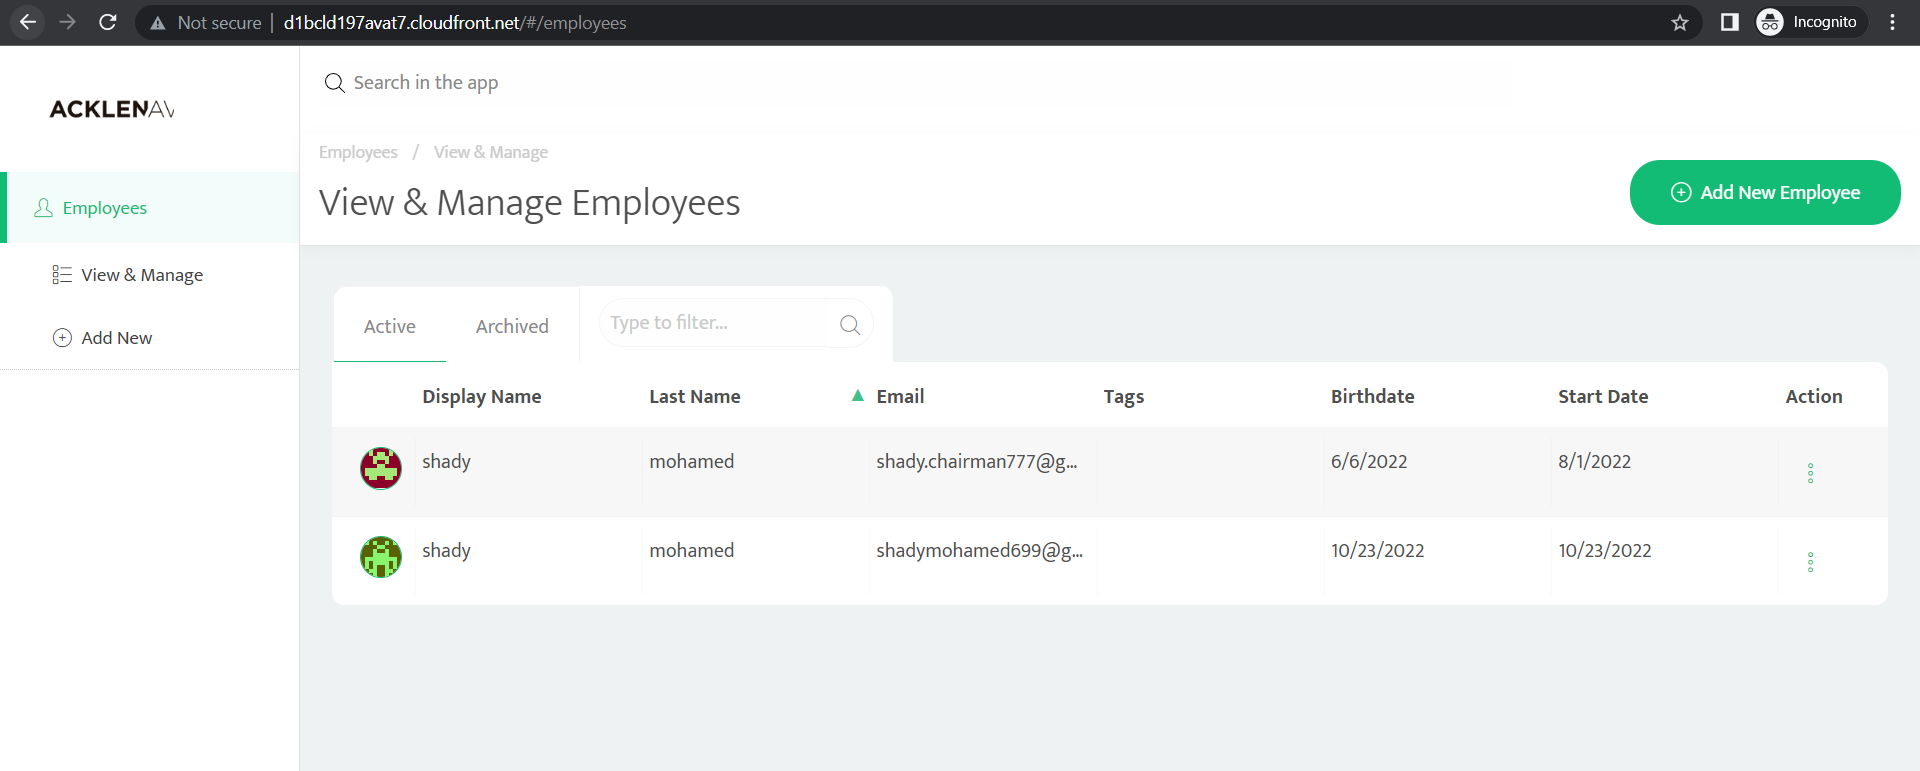 Not secure | d1bcld197avat7.cloudfront.net/#/employees Incognito
ACKLENAV
Search in the app
Employees / View & Manage
View & Manage Employees
Add New Employee
Employees
View & Manage
Add New
Active Archived Type to filter...
Display Name Last Name Email Tags Birthdate Start Date Action
shady mohamed shady.chairman777@g... 6/6/2022 8/1/2022
shady mohamed shadymohamed699@g... 10/23/2022 10/23/2022